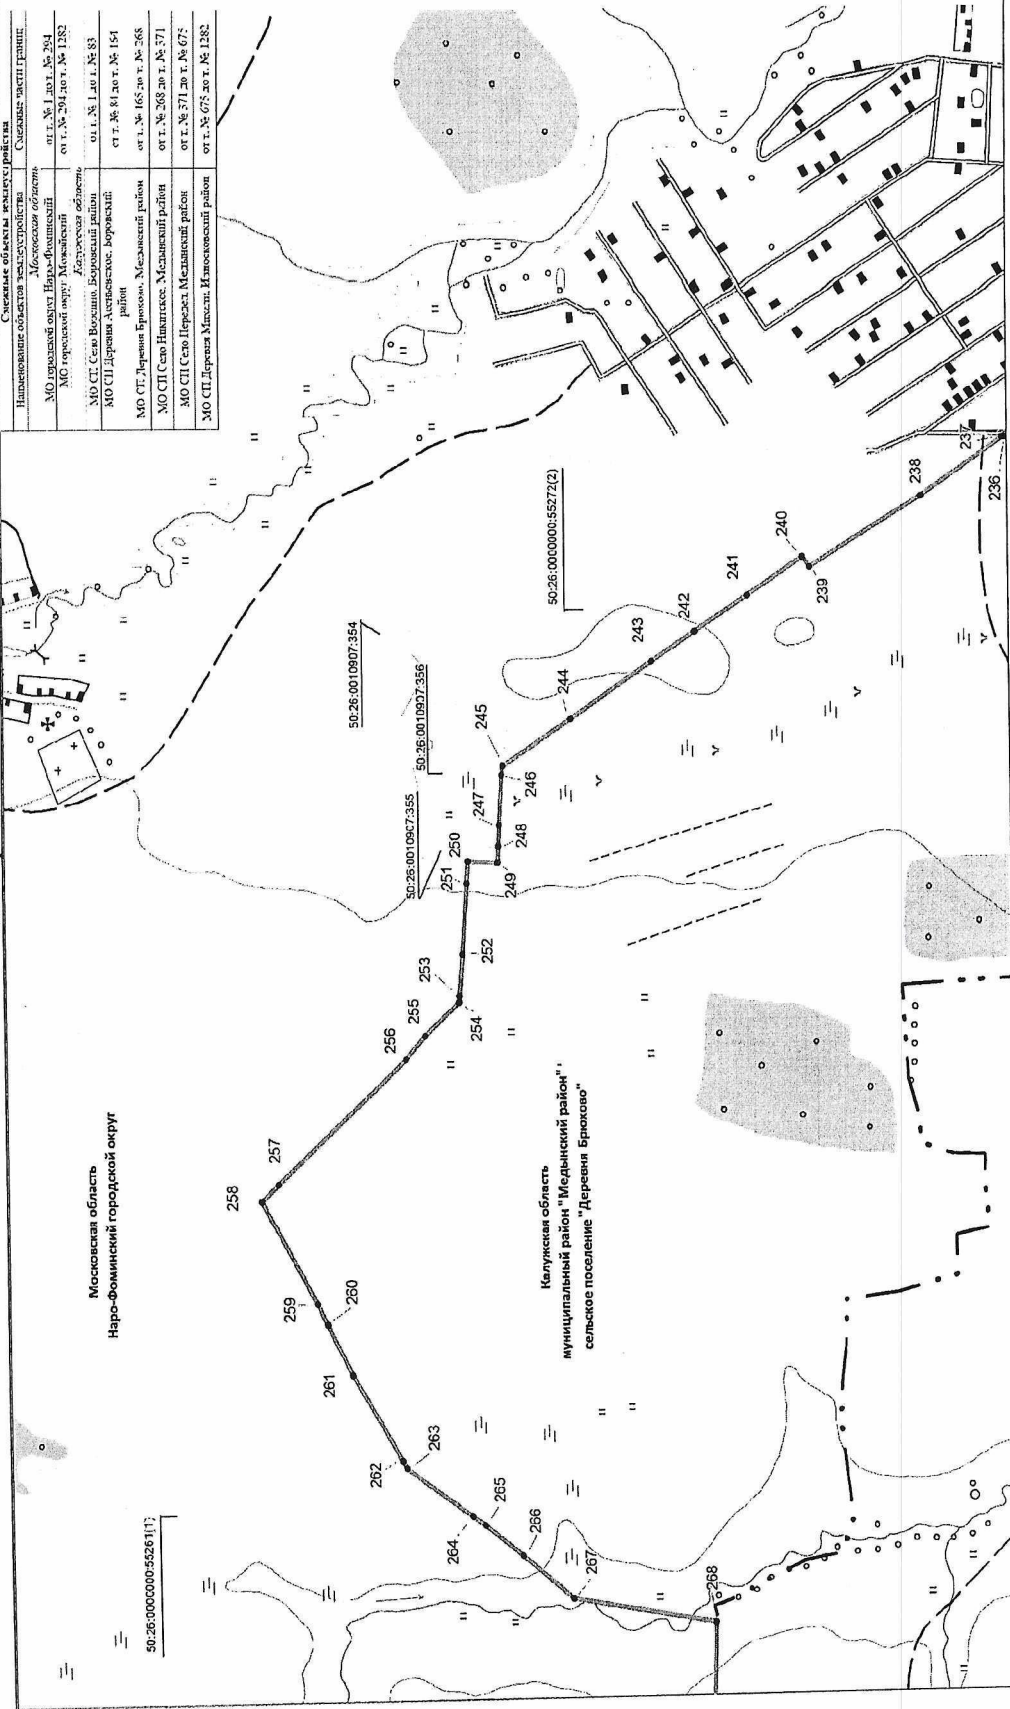 Смежные объекты землеустройства
Наименование объектов землеустройства Смежные части границ
Московская область
МО городской округ Наро-Фоминский от т. № 1 до т. № 294
МО городской округ Можайский от т. № 294 до т. № 1282
Калужская область
МО СП Село Ворсино, Боровский район от т. № 1 до т. № 83
МО СП Деревня Асеньевское, Боровский район от т. № 83 до т. № 164
МО СП Деревня Брюхово, Медынский район от т. № 165 до т. № 268
МО СП Село Никитское, Медынский район от т. № 268 до т. № 371
МО СП Село Передел, Медынский район от т. № 371 до т. № 675
МО СП Деревня Михали, Износковский район от т. № 675 до т. № 1282
Московская область
Наро-Фоминский городской округ
Калужская область
муниципальный район "Медынский район"
сельское поселение "Деревня Брюхово"
50:26:0000000:55261(1)
50:26:0010907:355
50:26:0010907:356
50:26:0010907:354
50:26:0000000:55272(2)
236
237
238
239
240
241
242
243
244
245
246
247
248
249
250
251
252
253
254
255
256
257
258
259
260
261
262
263
264
265
266
267
268